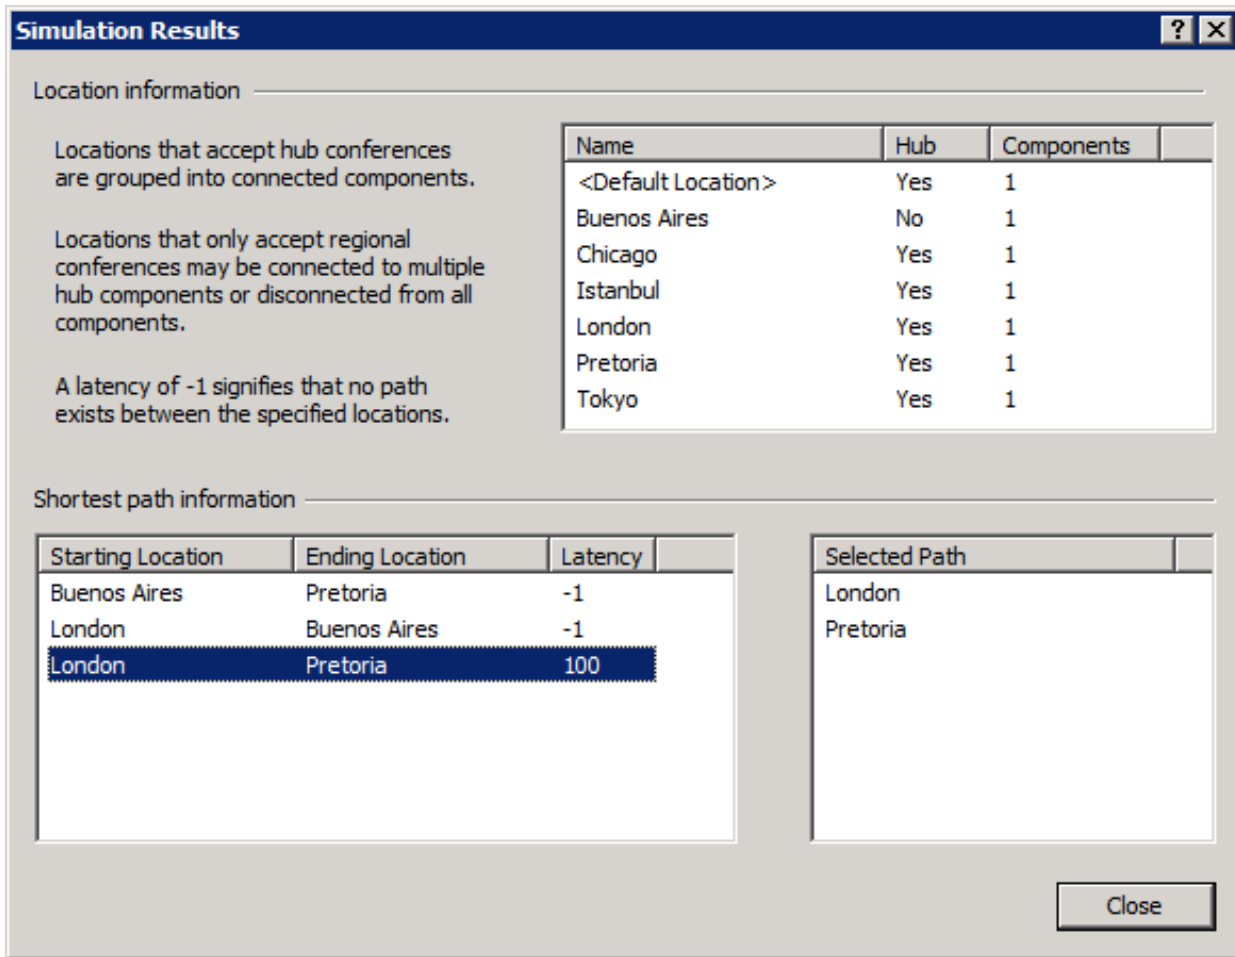 Simulation Results
Location information
Locations that accept hub conferences
are grouped into connected components.
Locations that only accept regional
conferences may be connected to multiple
hub components or disconnected from all
components.
A latency of -1 signifies that no path
exists between the specified locations.
Name Hub Components
<Default Location> Yes 1
Buenos Aires No 1
Chicago Yes 1
Istanbul Yes 1
London Yes 1
Pretoria Yes 1
Tokyo Yes 1
Shortest path information
Starting Location Ending Location Latency
Buenos Aires Pretoria -1
London Buenos Aires -1
London Pretoria 100
Selected Path
London
Pretoria
Close